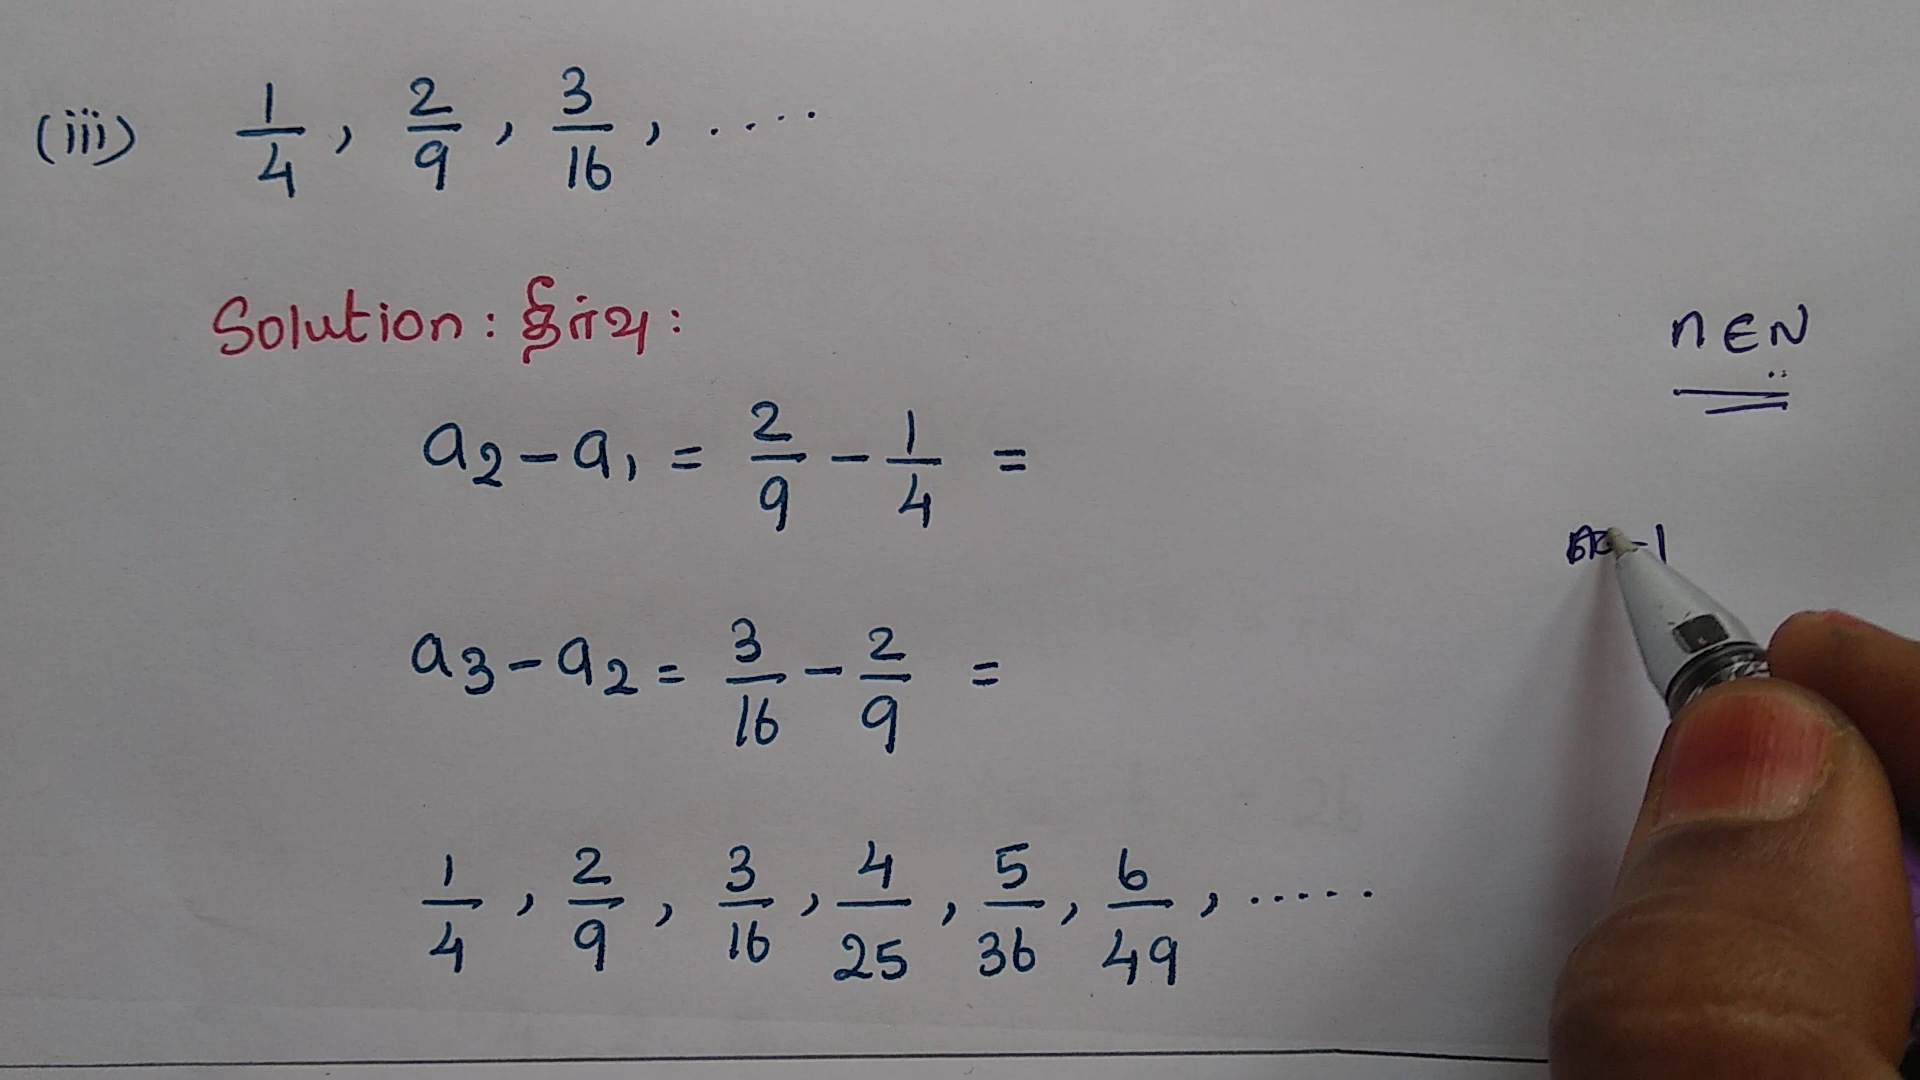 (iii) 1/4, 2/9, 3/16, ....
Solution: தீர்வு:
n∈N
a₂-a₁ = 2/9 - 1/4 =
a₃-a₂ = 3/16 - 2/9 =
1/4, 2/9, 3/16, 4/25, 5/36, 6/49, .....